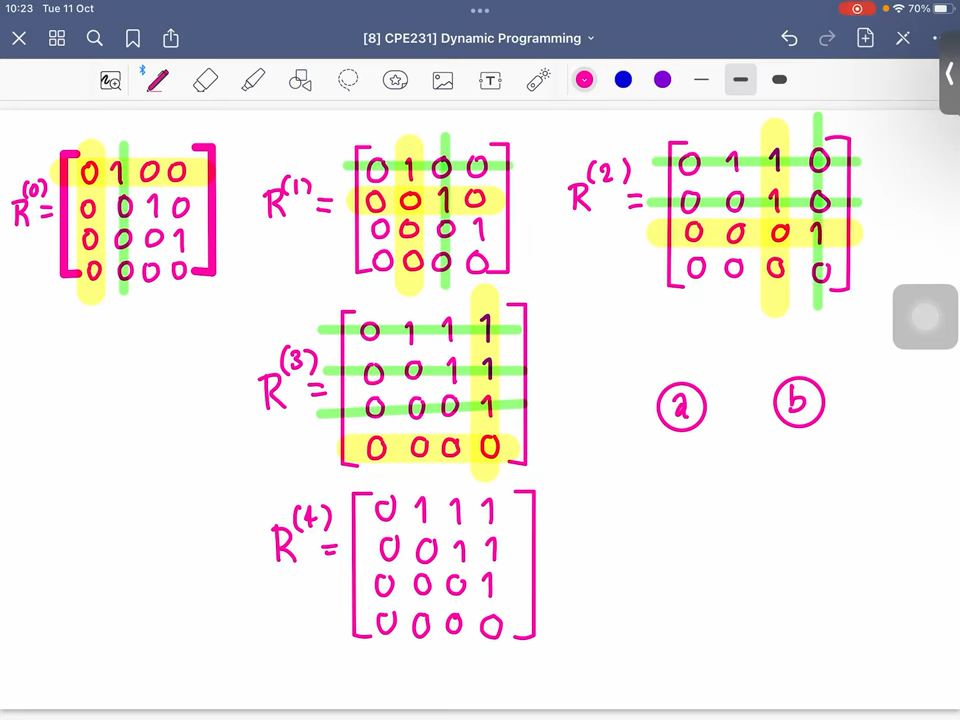 10:23 Tue 11 Oct
70%
[8] CPE231] Dynamic Programming
T
R(0) = [0 1 0 0
0 0 1 0
0 0 0 1
0 0 0 0]
R(1) = [0 1 0 0
0 0 1 0
0 0 0 1
0 0 0 0]
R(2) = [0 1 1 0
0 0 1 0
0 0 0 1
0 0 0 0]
R(3) = [0 1 1 1
0 0 1 1
0 0 0 1
0 0 0 0]
a b
R(4) = [0 1 1 1
0 0 1 1
0 0 0 1
0 0 0 0]